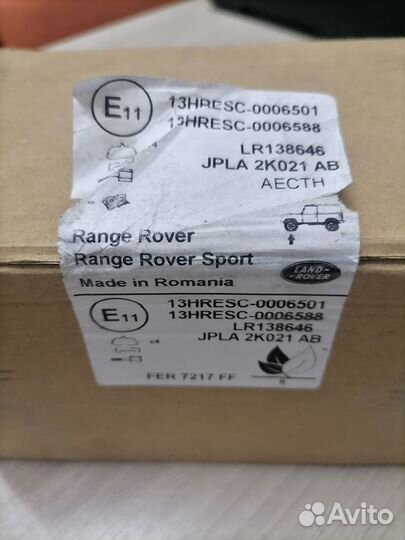 E11
13HRESC-0006501
13HRESC-0006588
x4
LR138646
JPLA 2K021 AB
AECTH
Range Rover
Range Rover Sport
Made in Romania
LAND-
ROVER
E11
13HRESC-0006501
13HRESC-0006588
LR138646
JPLA 2K021 AB
x4
FER 7217 FF
B
Avito